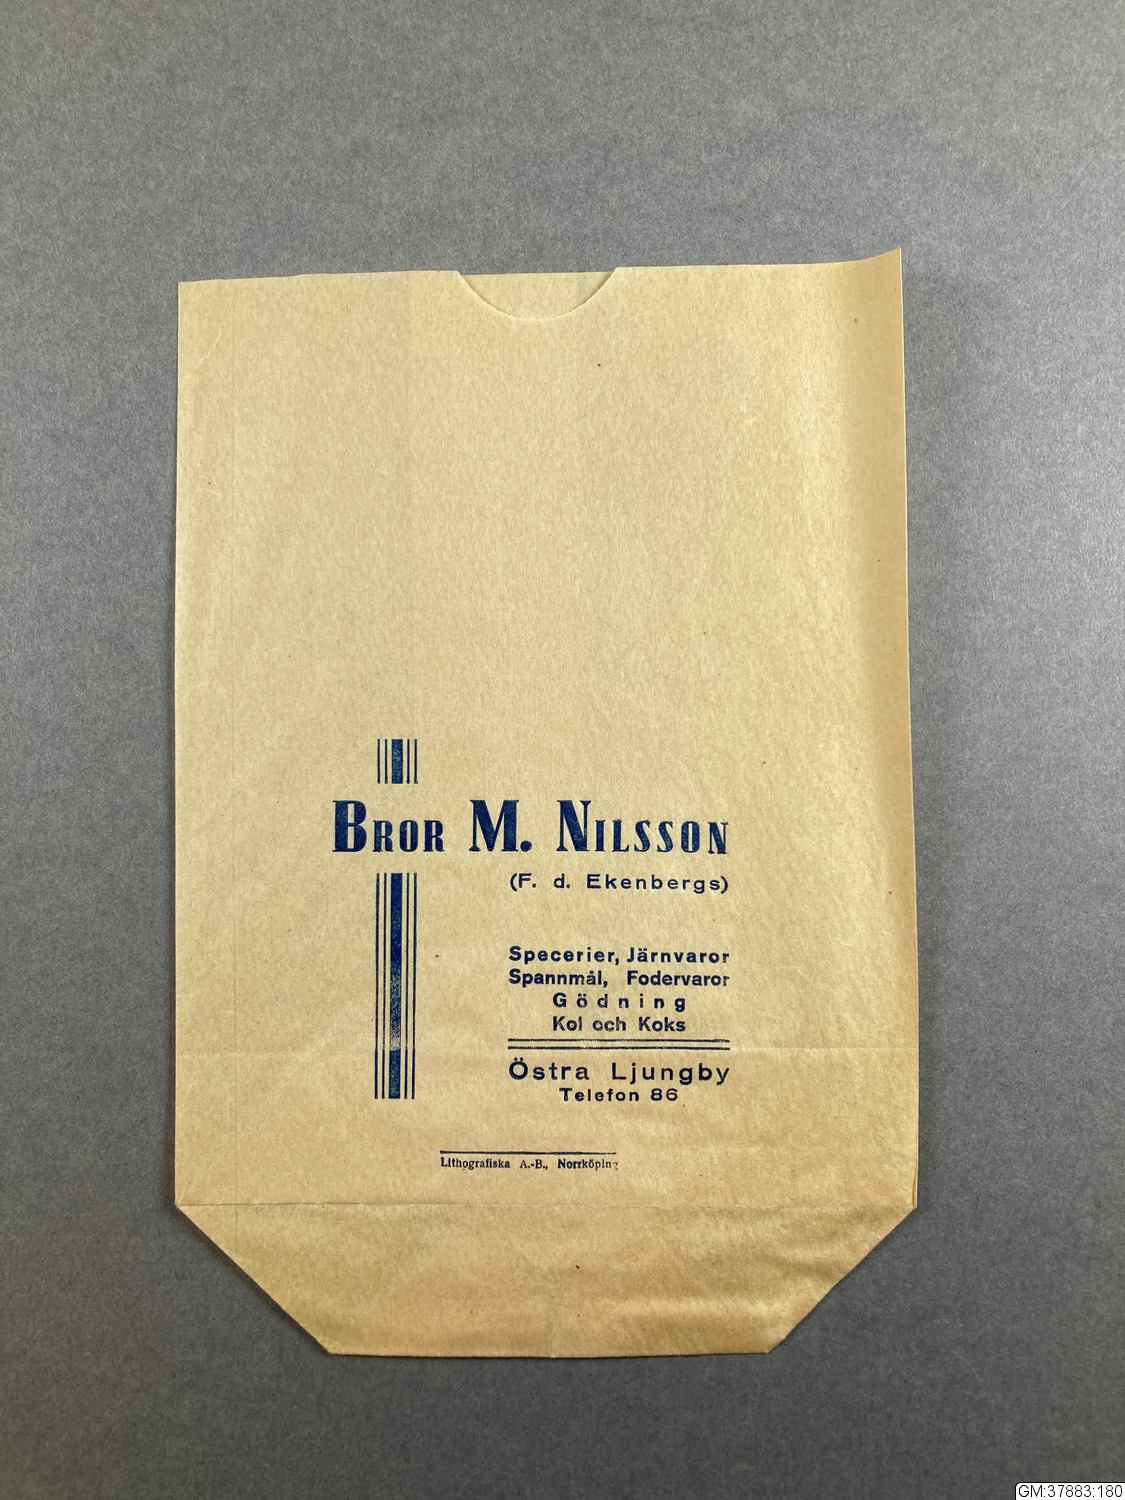 BROR M. NILSSON
(F. d. Ekenbergs)
Specerier, Järnvaror
Spannmål, Fodervaror
Gödning
Kol och Koks
Östra Ljungby
Telefon 86
Lithografiska A.-B., Norrköping
GM:37883:180